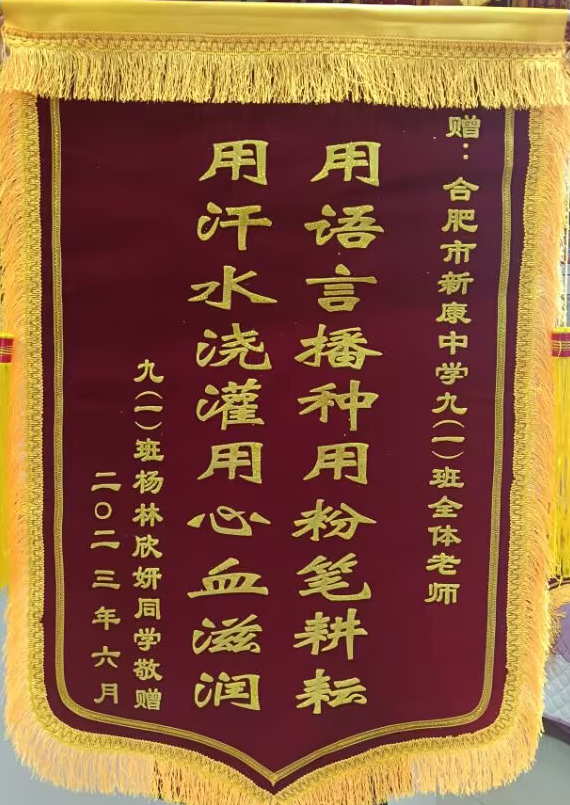 赠：合肥市新康中学九（一）班全体老师
用语言播种用粉笔耕耘
用汗水浇灌用心血滋润
九（一）班杨林欣妍同学敬赠
二〇二三年六月